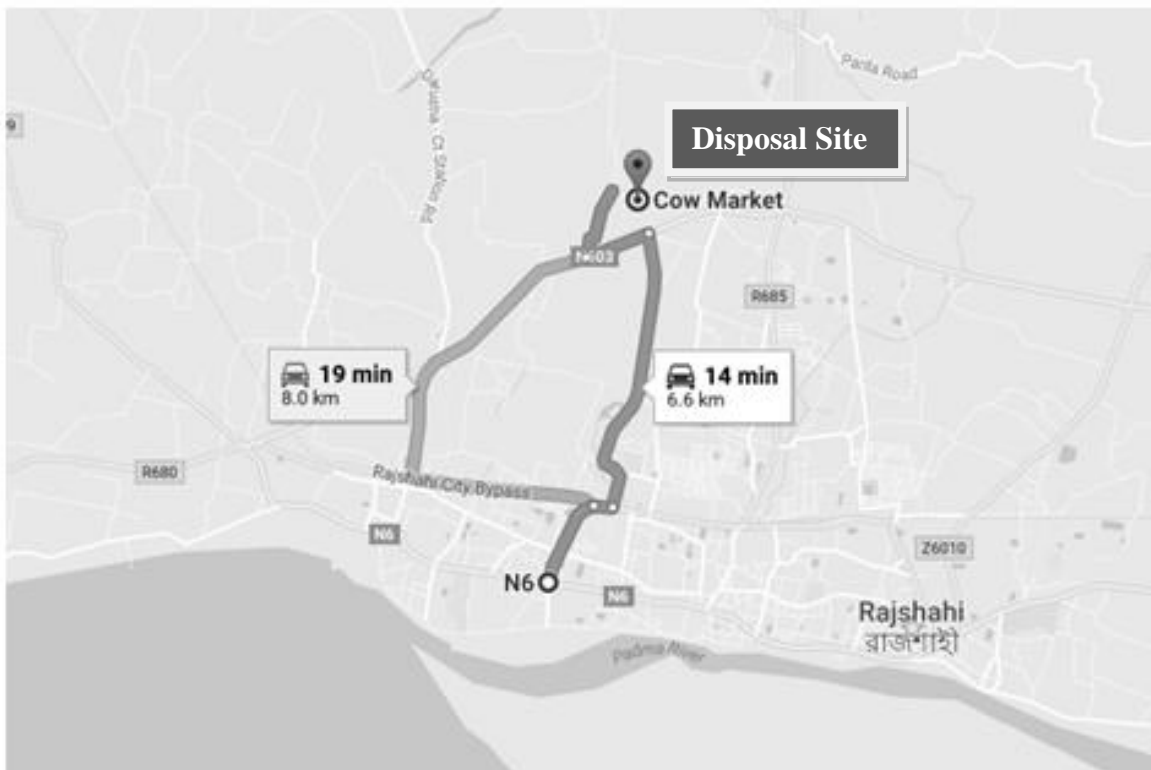 Parila Road
9
Disposal Site
Cow Market
N603
R685
19 min
8.0 km
14 min
6.6 km
R680
Rajshahi City Bypass
N6
Z6010
N6
N6
Rajshahi
রাজশাহী
Padma River